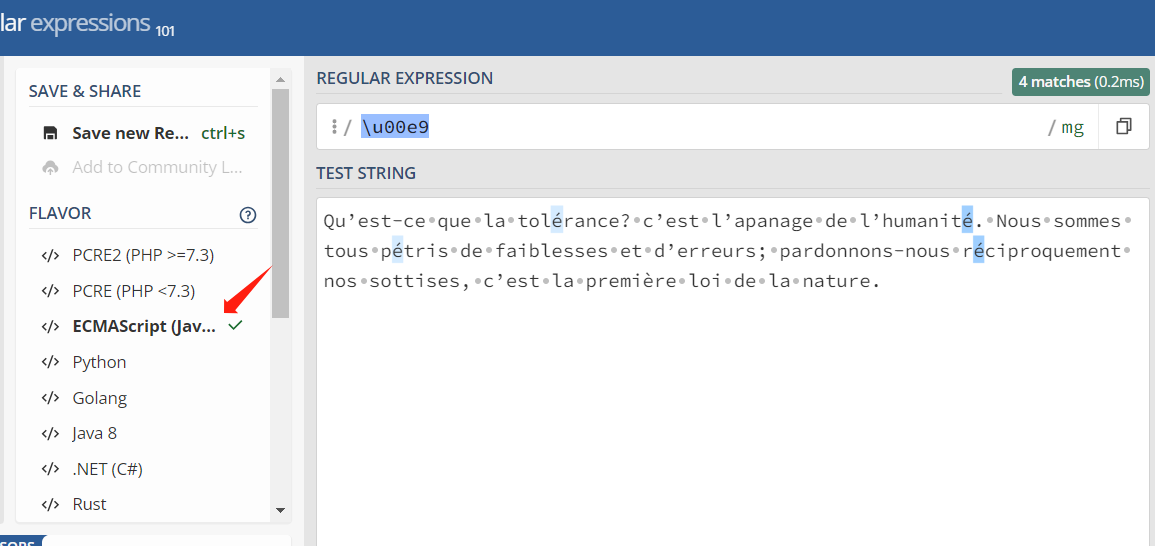 lar expressions 101
SAVE & SHARE
Save new Re... ctrl+s
Add to Community L...
FLAVOR
</> PCRE2 (PHP >=7.3)
</> PCRE (PHP <7.3)
</> ECMAScript (Jav...
</> Python
</> Golang
</> Java 8
</> .NET (C#)
</> Rust
REGULAR EXPRESSION
4 matches (0.2ms)
/ \u00e9 / mg
TEST STRING
Qu’est-ce•que•la•tolérance?•c’est•l’apanage•de•l’humanité.•Nous•sommes•
tous•pétris•de•faiblesses•et•d’erreurs;•pardonnons-nous•réciproquement•
nos•sottises,•c’est•la•première•loi•de•la•nature.